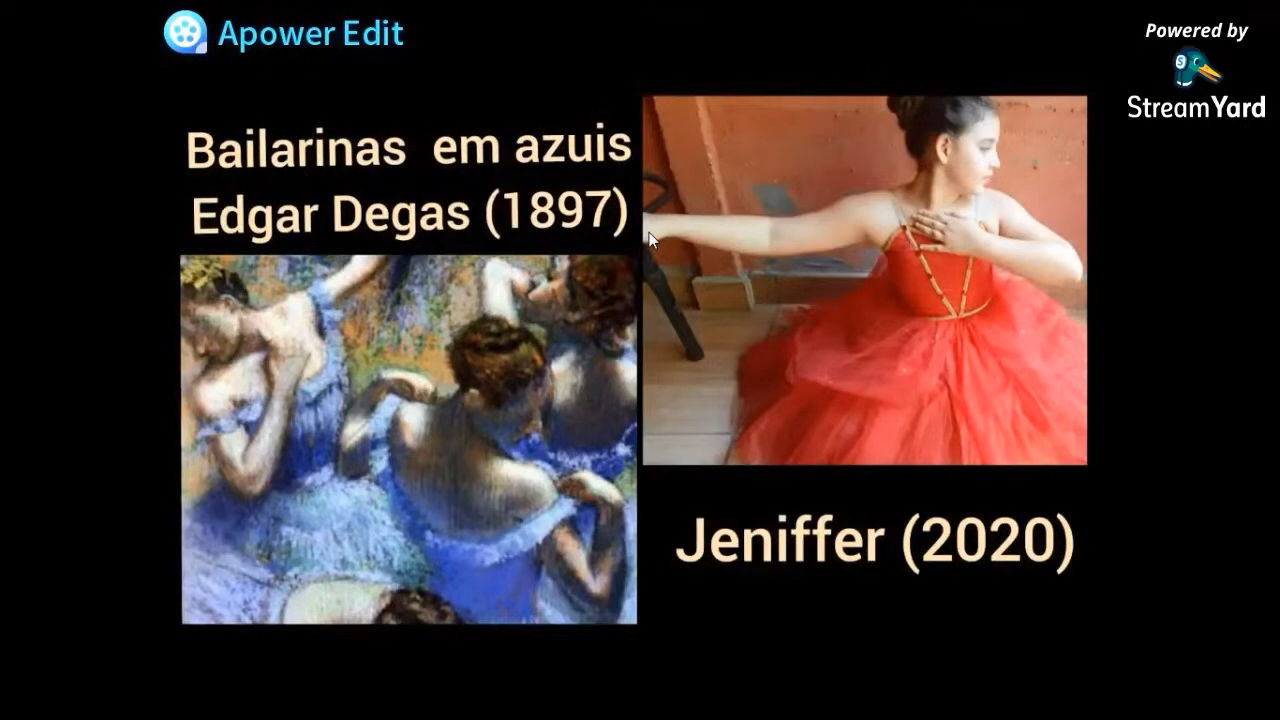 Apower Edit
Powered by
StreamYard
Bailarinas em azuis
Edgar Degas (1897)
Jeniffer (2020)